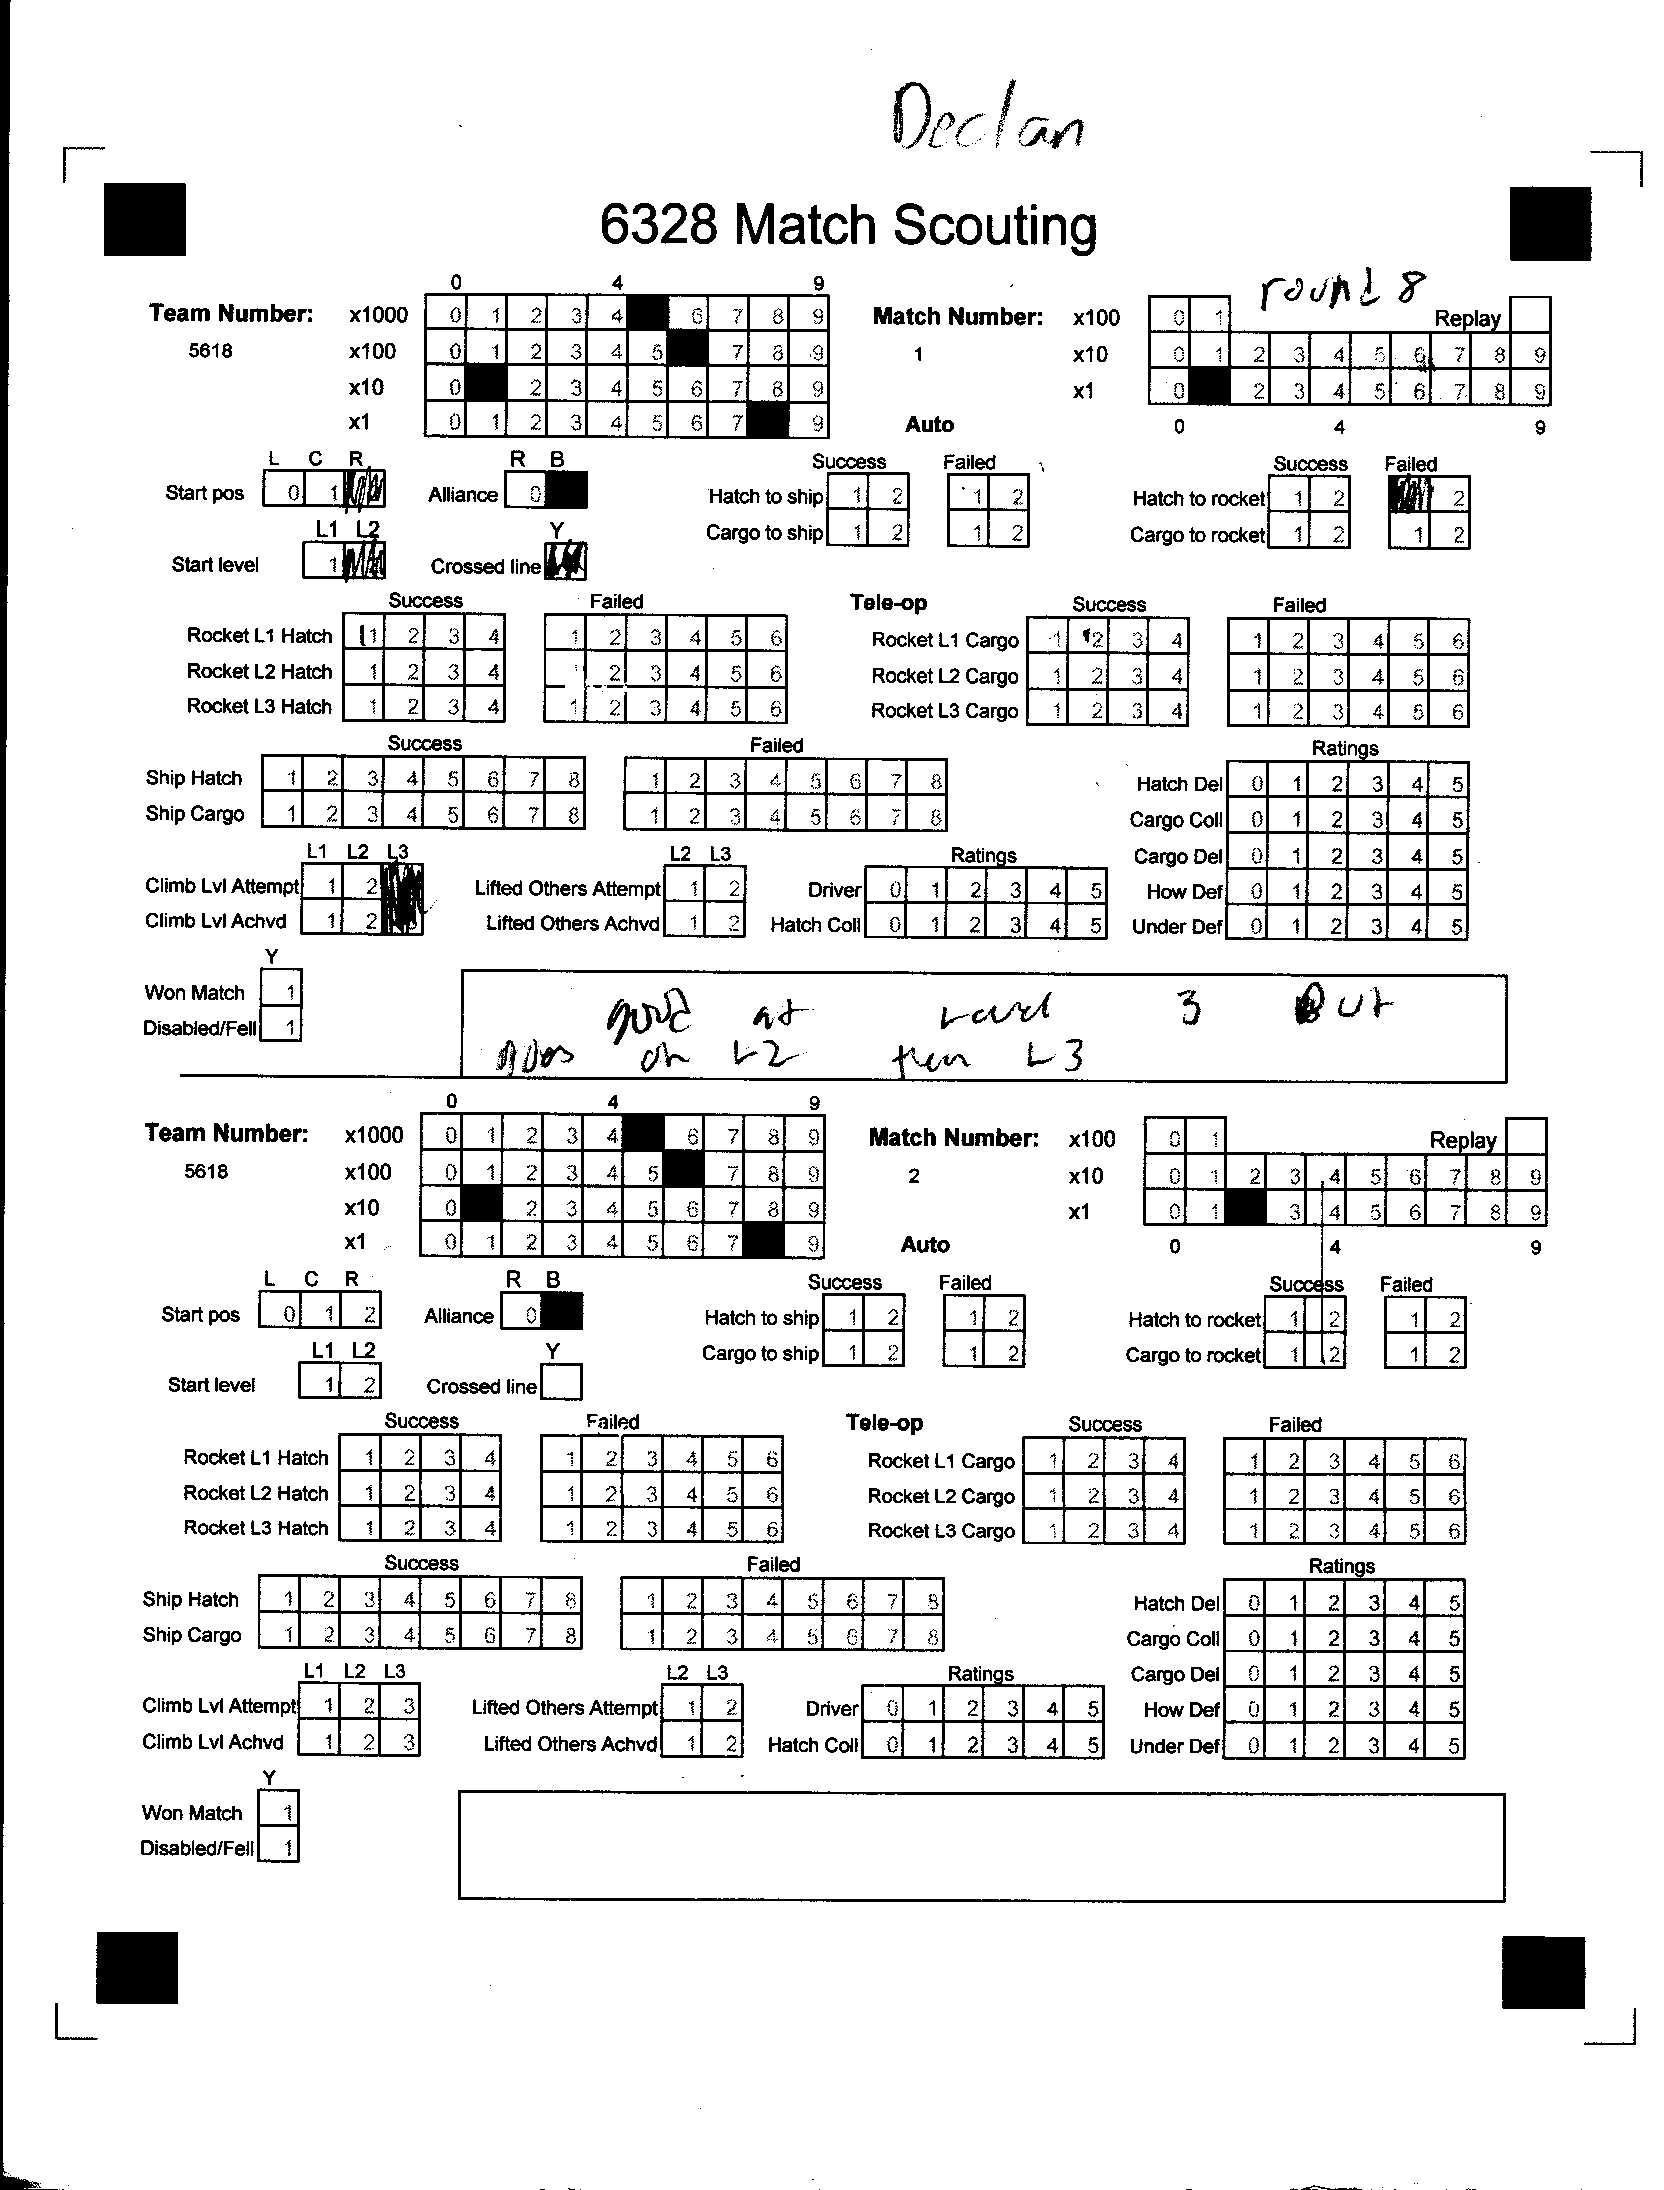 Declan
6328 Match Scouting
round 8
0 4 9
Team Number: x1000 0 1 2 3 4 6 7 8 9 Match Number: x100 0 1 Replay
5618 x100 0 1 2 3 4 5 7 8 9 1 x10 0 1 2 3 4 5 6 7 8 9
x10 0 2 3 4 5 6 7 8 9 x1 0 2 3 4 5 6 7 8 9
x1 0 1 2 3 4 5 6 7 9 Auto 0 4 9
L C R R B Success Failed Success Failed
Start pos 0 1 Alliance 0 Hatch to ship 1 2 1 2 Hatch to rocket 1 2 2
L1 L2 Y Cargo to ship 1 2 1 2 Cargo to rocket 1 2 1 2
Start level 1 Crossed line
Success Failed Tele-op Success Failed
Rocket L1 Hatch 1 2 3 4 1 2 3 4 5 6 Rocket L1 Cargo 1 2 3 4 1 2 3 4 5 6
Rocket L2 Hatch 1 2 3 4 2 3 4 5 6 Rocket L2 Cargo 1 2 3 4 1 2 3 4 5 6
Rocket L3 Hatch 1 2 3 4 1 2 3 4 5 6 Rocket L3 Cargo 1 2 3 4 1 2 3 4 5 6
Success Failed Ratings
Ship Hatch 1 2 3 4 5 6 7 8 1 2 3 4 5 6 7 8 Hatch Del 0 1 2 3 4 5
Ship Cargo 1 2 3 4 5 6 7 8 1 2 3 4 5 6 7 8 Cargo Coll 0 1 2 3 4 5
L1 L2 L3 L2 L3 Ratings Cargo Del 0 1 2 3 4 5
Climb Lvl Attempt 1 2 Lifted Others Attempt 1 2 Driver 0 1 2 3 4 5 How Def 0 1 2 3 4 5
Climb Lvl Achvd 1 2 Lifted Others Achvd 1 2 Hatch Coll 0 1 2 3 4 5 Under Def 0 1 2 3 4 5
Y
Won Match 1
Disabled/Fell 1
good at Level 3 But
goes on L2 then L3
0 4 9
Team Number: x1000 0 1 2 3 4 6 7 8 9 Match Number: x100 0 1 Replay
5618 x100 0 1 2 3 4 5 7 8 9 2 x10 0 1 2 3 4 5 6 7 8 9
x10 0 2 3 4 5 6 7 8 9 x1 0 1 3 4 5 6 7 8 9
x1 0 1 2 3 4 5 6 7 9 Auto 0 4 9
L C R R B Success Failed Success Failed
Start pos 0 1 2 Alliance 0 Hatch to ship 1 2 1 2 Hatch to rocket 1 2 1 2
L1 L2 Y Cargo to ship 1 2 1 2 Cargo to rocket 1 2 1 2
Start level 1 2 Crossed line
Success Failed Tele-op Success Failed
Rocket L1 Hatch 1 2 3 4 1 2 3 4 5 6 Rocket L1 Cargo 1 2 3 4 1 2 3 4 5 6
Rocket L2 Hatch 1 2 3 4 1 2 3 4 5 6 Rocket L2 Cargo 1 2 3 4 1 2 3 4 5 6
Rocket L3 Hatch 1 2 3 4 1 2 3 4 5 6 Rocket L3 Cargo 1 2 3 4 1 2 3 4 5 6
Success Failed Ratings
Ship Hatch 1 2 3 4 5 6 7 8 1 2 3 4 5 6 7 8 Hatch Del 0 1 2 3 4 5
Ship Cargo 1 2 3 4 5 6 7 8 1 2 3 4 5 6 7 8 Cargo Coll 0 1 2 3 4 5
L1 L2 L3 L2 L3 Ratings Cargo Del 0 1 2 3 4 5
Climb Lvl Attempt 1 2 3 Lifted Others Attempt 1 2 Driver 0 1 2 3 4 5 How Def 0 1 2 3 4 5
Climb Lvl Achvd 1 2 3 Lifted Others Achvd 1 2 Hatch Coll 0 1 2 3 4 5 Under Def 0 1 2 3 4 5
Y
Won Match 1
Disabled/Fell 1